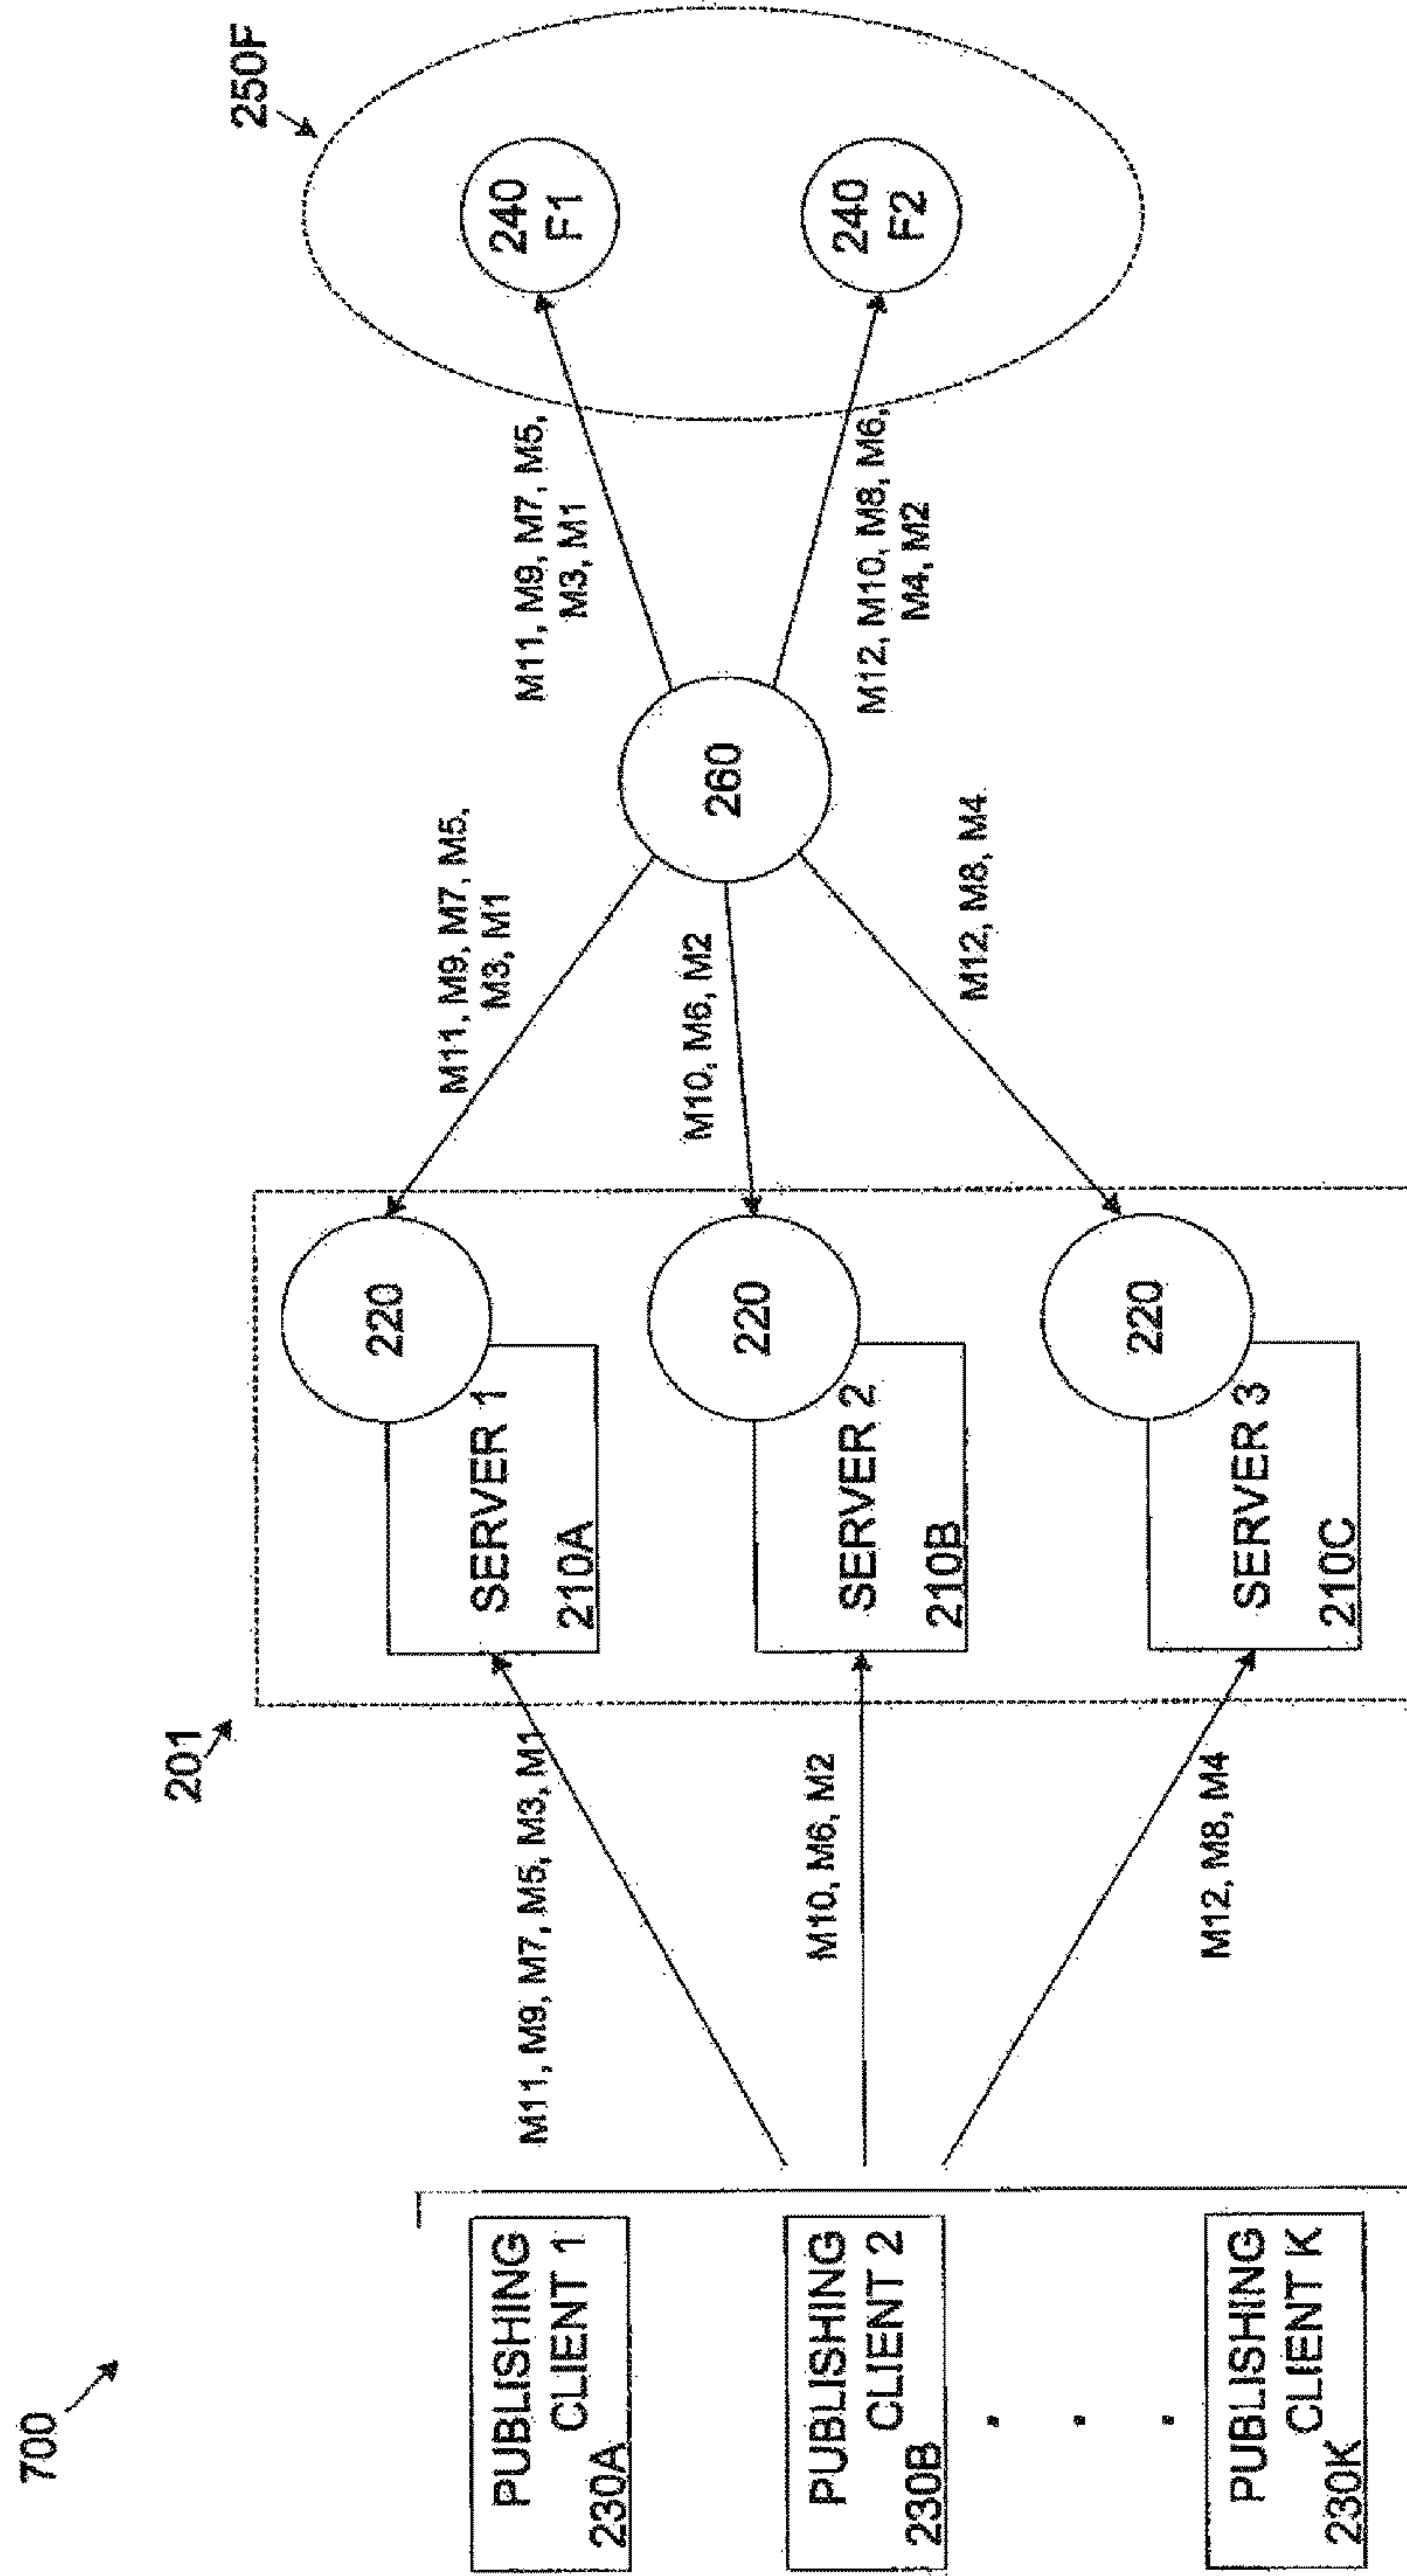 700
PUBLISHING
CLIENT 1
230A
PUBLISHING
CLIENT 2
230B
. . .
PUBLISHING
CLIENT K
230K
M11, M9, M7, M5, M3, M1
M10, M6, M2
M12, M8, M4
201
220
SERVER 1
210A
220
SERVER 2
210B
220
SERVER 3
210C
M11, M9, M7, M5,
M3, M1
M10, M6, M2
M12, M8, M4
260
M11, M9, M7, M5,
M3, M1
M12, M10, M8, M6,
M4, M2
250F
240
F1
240
F2